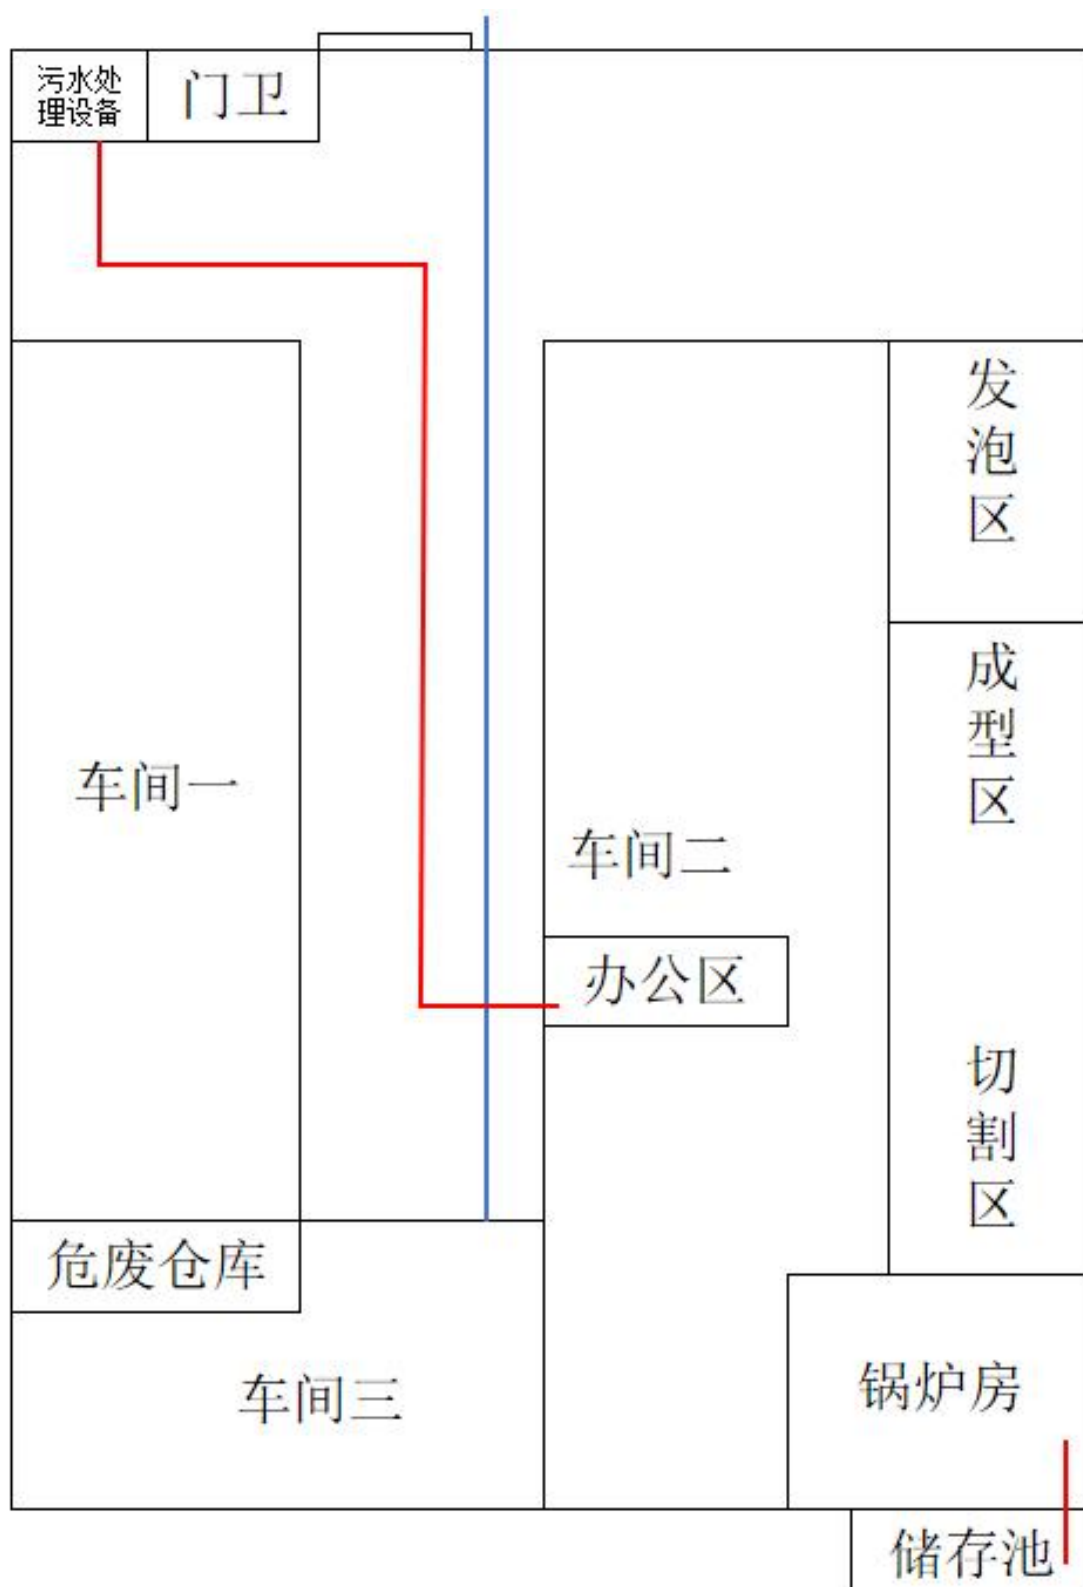 污水处
理设备
门卫
发
泡
区
成
型
区
车间一
车间二
办公区
切
割
区
危废仓库
锅炉房
车间三
储存池